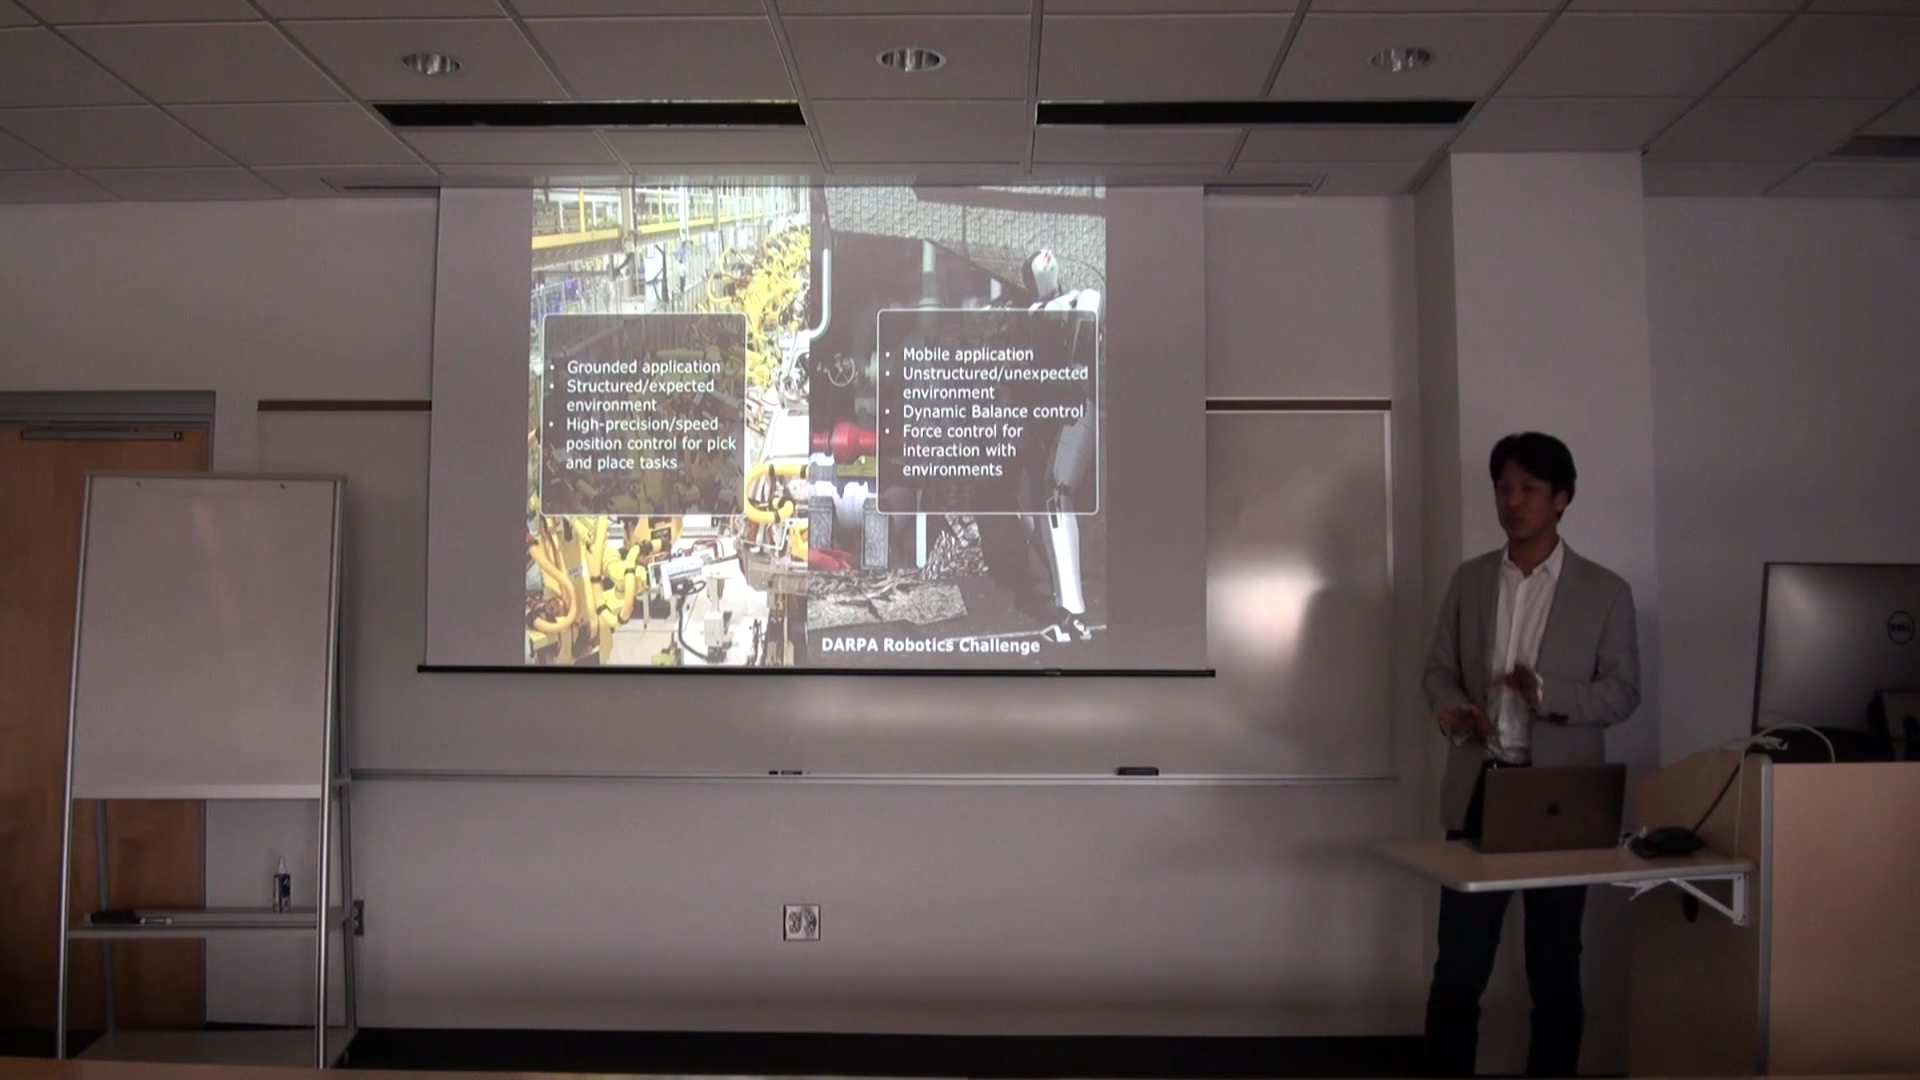 • Grounded application
• Structured/expected
environment
• High-precision/speed
position control for pick
and place tasks
• Mobile application
• Unstructured/unexpected
environment
• Dynamic Balance control
• Force control for
interaction with
environments
DARPA Robotics Challenge
DELL